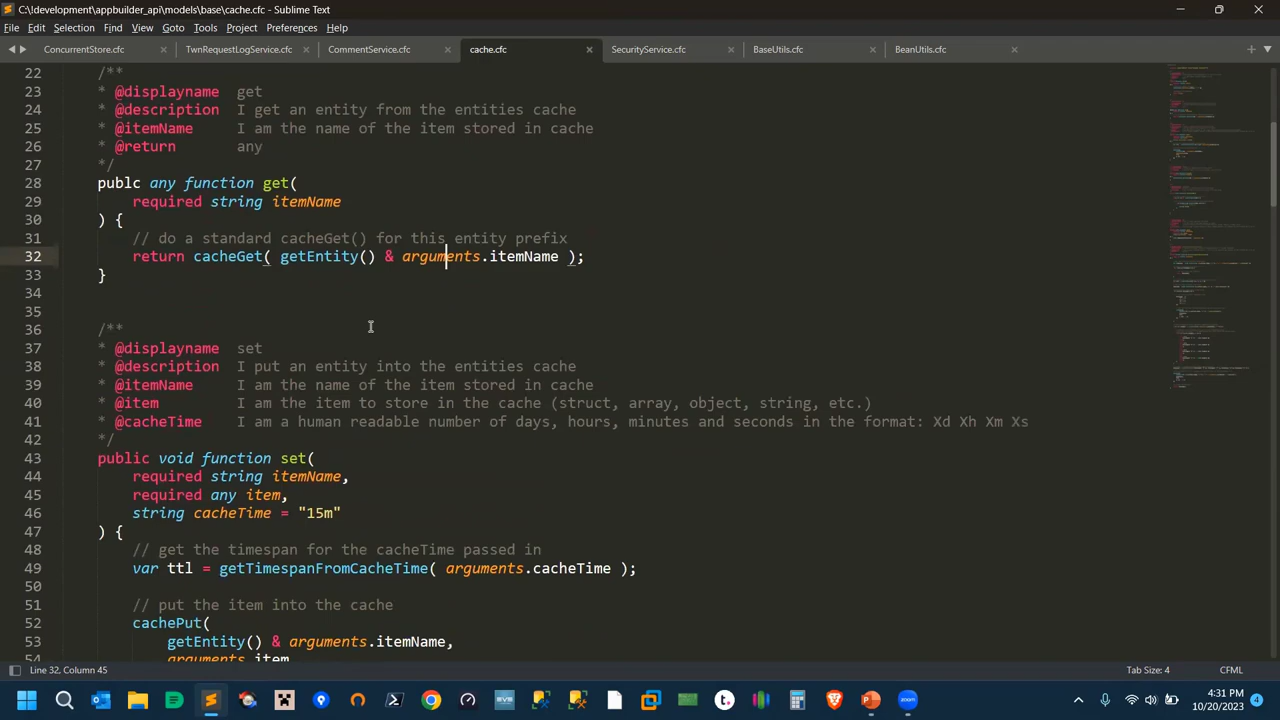 C:\development\appbuilder_api\models\base\cache.cfc - Sublime Text
File Edit Selection Find View Goto Tools Project Preferences Help
ConcurrentStore.cfc TwnRequestLogService.cfc CommentService.cfc cache.cfc SecurityService.cfc BaseUtils.cfc BeanUtils.cfc
22 /**
23 * @displayname get
24 * @description I get an entity from the entities cache
25 * @itemName I am the name of the item stores in cache
26 * @return any
27 */
28 publc any function get(
29 required string itemName
30 ) {
31 // do a standard cacheGet() for this entity prefix
32 return cacheGet( getEntity() & arguments.itemName );
33 }
34
35
36 /**
37 * @displayname set
38 * @description I put an entity into the entities cache
39 * @itemName I am the name of the item stored in cache
40 * @item I am the item to store in the cache (struct, array, object, string, etc.)
41 * @cacheTime I am a human readable number of days, hours, minutes and seconds in the format: Xd Xh Xm Xs
42 */
43 public void function set(
44 required string itemName,
45 required any item,
46 string cacheTime = "15m"
47 ) {
48 // get the timespan for the cacheTime passed in
49 var ttl = getTimespanFromCacheTime( arguments.cacheTime );
50
51 // put the item into the cache
52 cachePut(
53 getEntity() & arguments.itemName,
54 arguments.item
Line 32, Column 45 Tab Size: 4 CFML
4:31 PM
10/20/2023
4